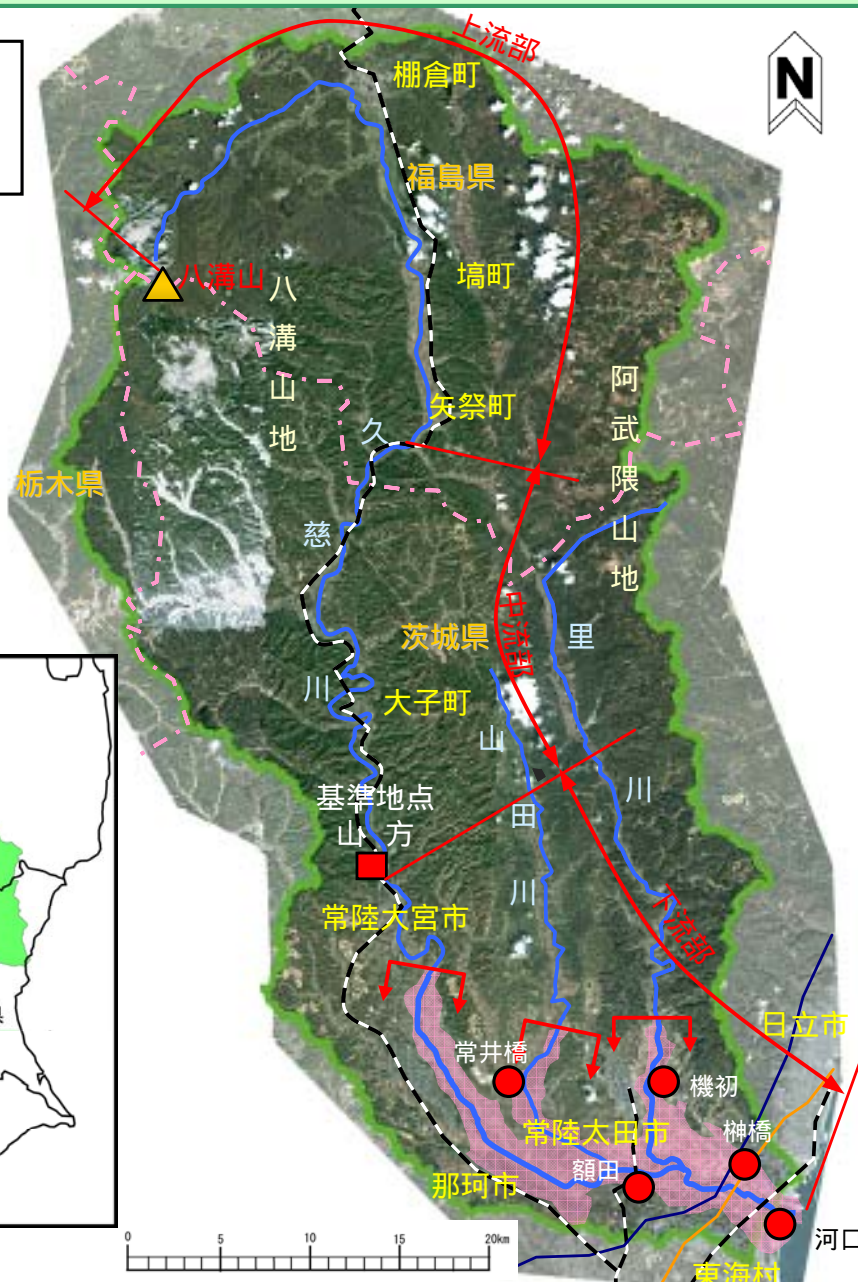 上流部
棚倉町
N
福島県
八溝山
八溝山地
塙町
阿武隈山地
矢祭町
久慈川
栃木県
中流部
茨城県
里川
大子町
山田川
基準地点
山 方
常陸大宮市
下流部
日立市
常井橋
機初
常陸太田市
榊橋
額田
那珂市
河口
東海村
0 5 10 15 20km